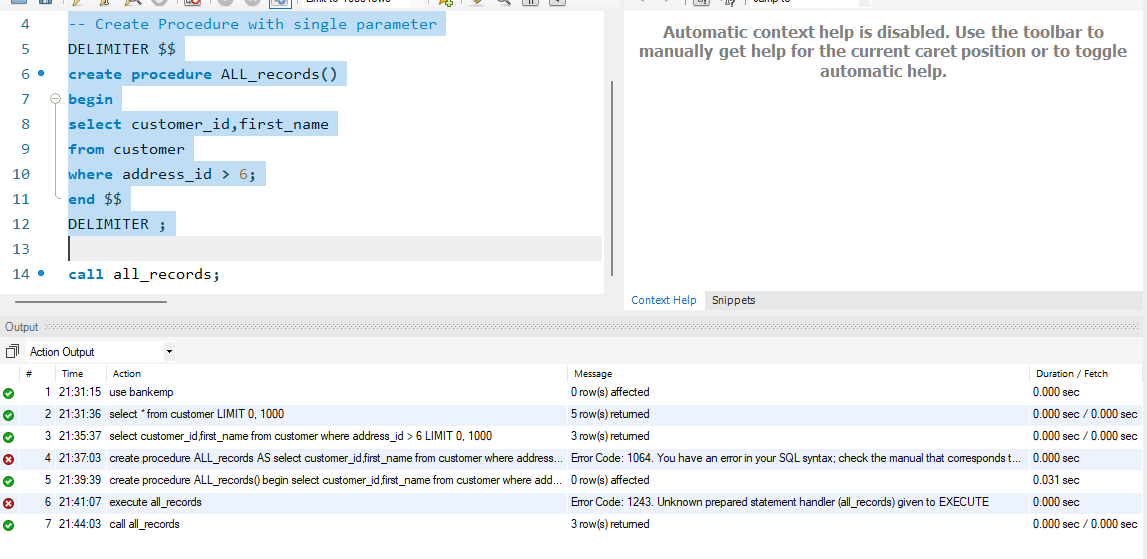 4 -- Create Procedure with single parameter
5 DELIMITER $$
6 create procedure ALL_records()
7 begin
8 select customer_id,first_name
9 from customer
10 where address_id > 6;
11 end $$
12 DELIMITER ;
13
14 call all_records;
Automatic context help is disabled. Use the toolbar to
manually get help for the current caret position or to toggle
automatic help.
Context Help Snippets
Output
Action Output
# Time Action Message Duration / Fetch
1 21:31:15 use bankemp 0 row(s) affected 0.000 sec
2 21:31:36 select * from customer LIMIT 0, 1000 5 row(s) returned 0.000 sec / 0.000 sec
3 21:35:37 select customer_id,first_name from customer where address_id > 6 LIMIT 0, 1000 3 row(s) returned 0.000 sec / 0.000 sec
4 21:37:03 create procedure ALL_records AS select customer_id,first_name from customer where address... Error Code: 1064. You have an error in your SQL syntax; check the manual that corresponds t... 0.000 sec
5 21:39:39 create procedure ALL_records() begin select customer_id,first_name from customer where add... 0 row(s) affected 0.031 sec
6 21:41:07 execute all_records Error Code: 1243. Unknown prepared statement handler (all_records) given to EXECUTE 0.000 sec
7 21:44:03 call all_records 3 row(s) returned 0.000 sec / 0.000 sec